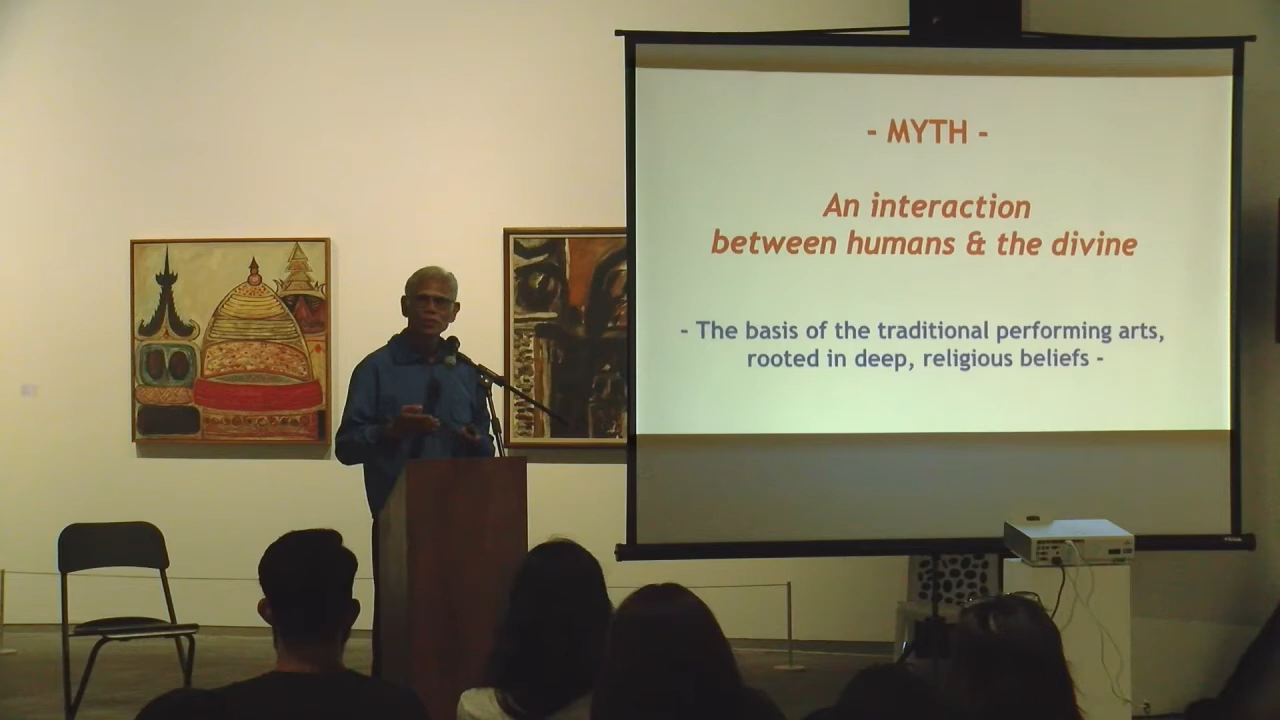 - MYTH -
An interaction
between humans & the divine
- The basis of the traditional performing arts,
rooted in deep, religious beliefs -